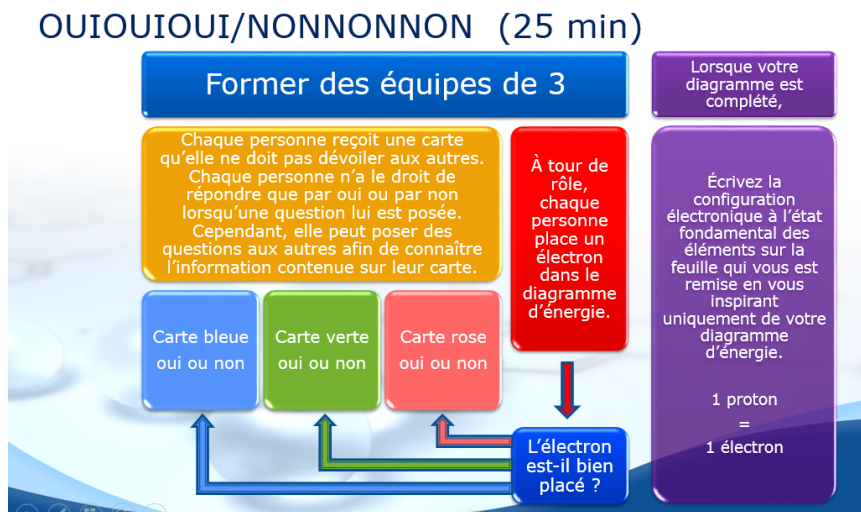 OUIOUIOUI/NONNONNON (25 min)
Former des équipes de 3
Chaque personne reçoit une carte
qu’elle ne doit pas dévoiler aux autres.
Chaque personne n’a le droit de
répondre que par oui ou par non
lorsqu’une question lui est posée.
Cependant, elle peut poser des
questions aux autres afin de connaître
l’information contenue sur leur carte.
À tour de
rôle,
chaque
personne
place un
électron
dans le
diagramme
d’énergie.
Carte bleue
oui ou non
Carte verte
oui ou non
Carte rose
oui ou non
L’électron
est-il bien
placé ?
Lorsque votre
diagramme est
complété,
Écrivez la
configuration
électronique à l’état
fondamental des
éléments sur la
feuille qui vous est
remise en vous
inspirant
uniquement de votre
diagramme
d’énergie.
1 proton
=
1 électron